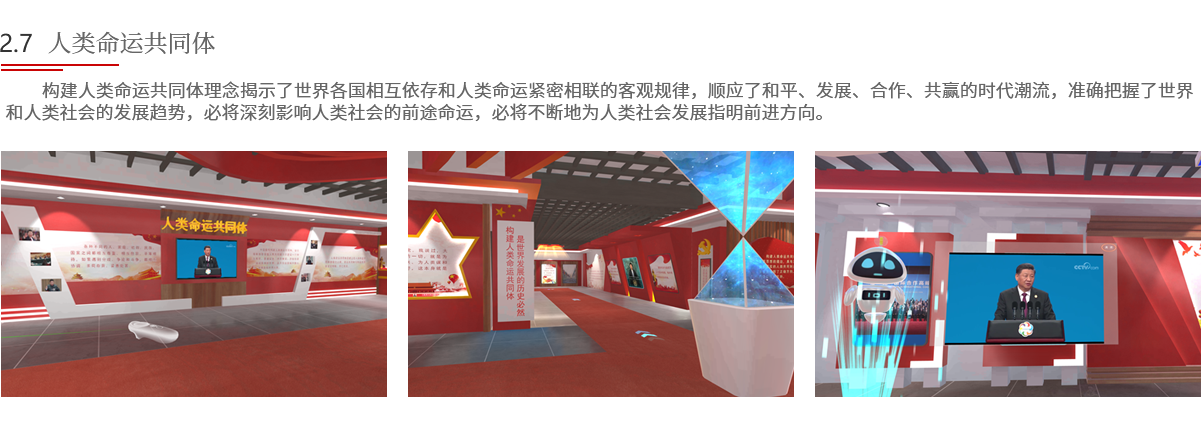 2.7 人类命运共同体
构建人类命运共同体理念揭示了世界各国相互依存和人类命运紧密相联的客观规律，顺应了和平、发展、合作、共赢的时代潮流，准确把握了世界
和人类社会的发展趋势，必将深刻影响人类社会的前途命运，必将不断地为人类社会发展指明前进方向。
人类命运共同体
构建人类命运共同体
是世界发展的历史必然